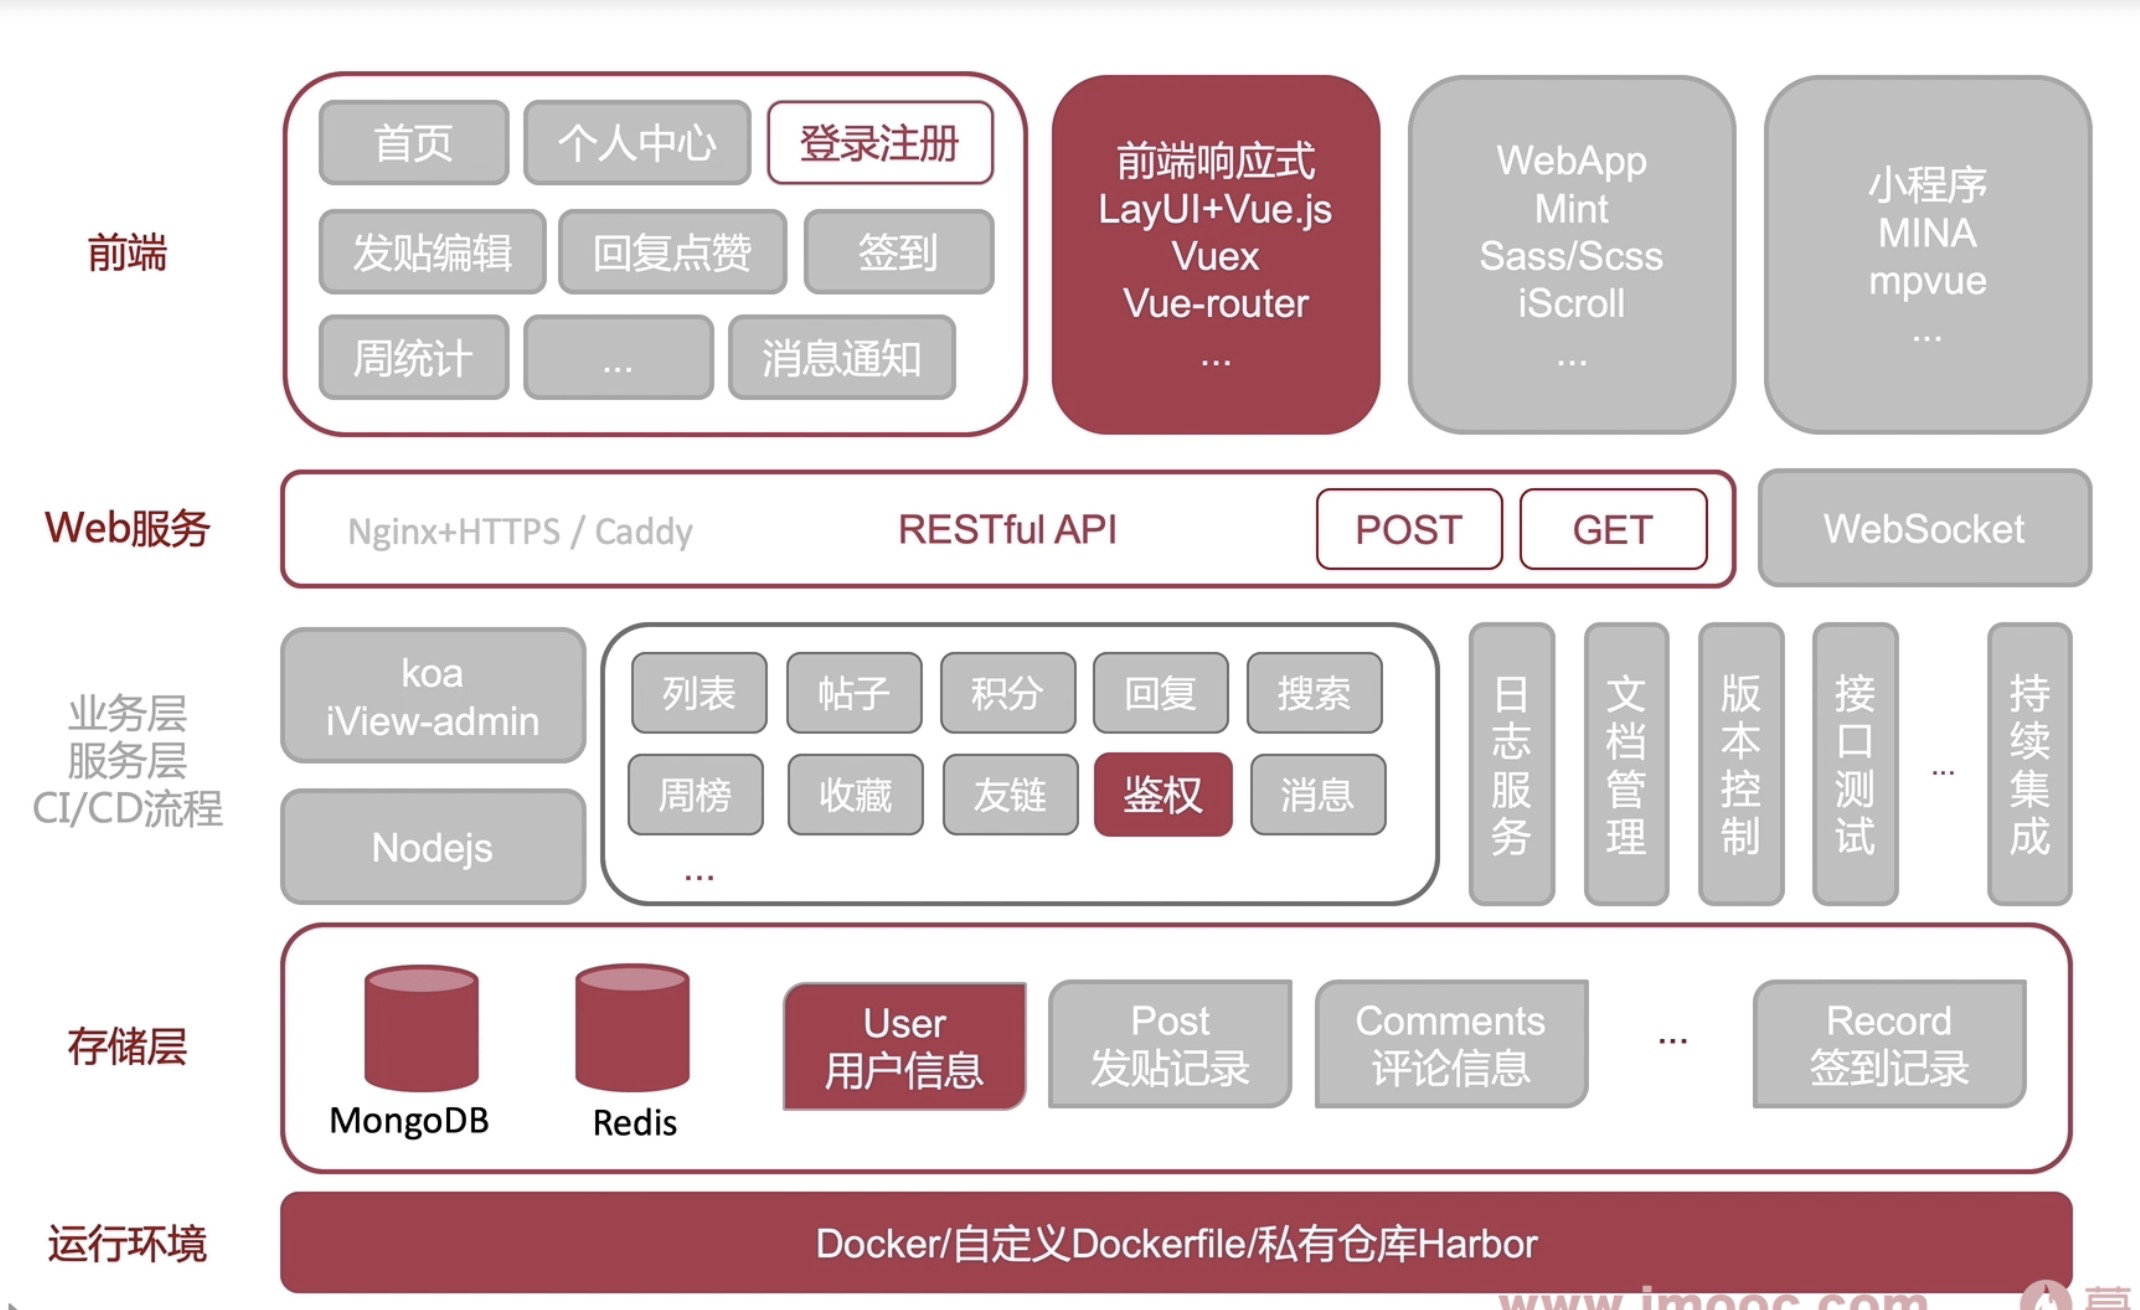 前端
首页
个人中心
登录注册
发贴编辑
回复点赞
签到
周统计
...
消息通知
前端响应式
LayUI+Vue.js
Vuex
Vue-router
...
WebApp
Mint
Sass/Scss
iScroll
...
小程序
MINA
mpvue
...
Web服务
Nginx+HTTPS / Caddy
RESTful API
POST
GET
WebSocket
业务层
服务层
CI/CD流程
koa
iView-admin
Nodejs
列表
帖子
积分
回复
搜索
周榜
收藏
友链
鉴权
消息
...
日志服务
文档管理
版本控制
接口测试
...
持续集成
存储层
MongoDB
Redis
User
用户信息
Post
发贴记录
Comments
评论信息
...
Record
签到记录
运行环境
Docker/自定义Dockerfile/私有仓库Harbor
www.imooc.com